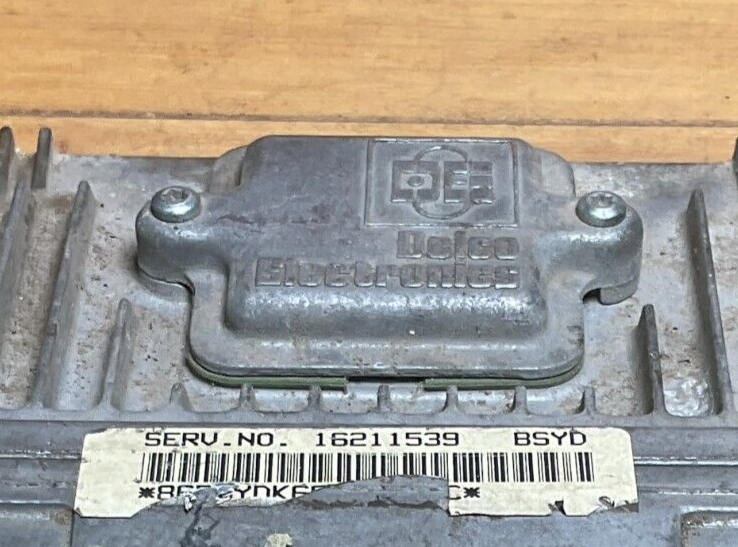 DE
Delco
Electronics
SERV.NO. 16211539 BSYD